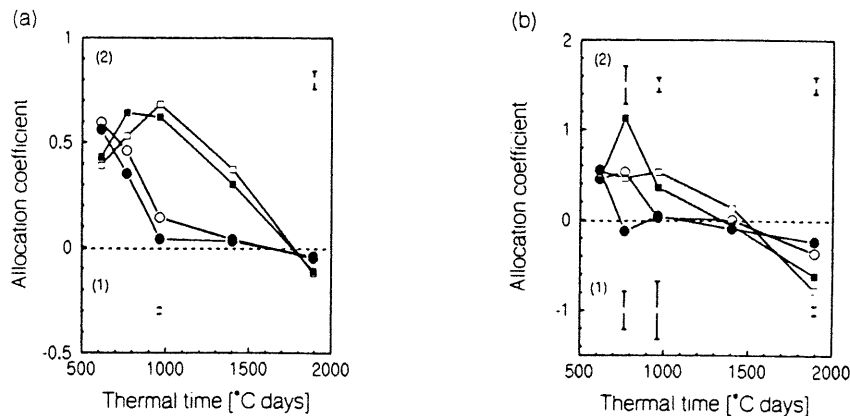 (a)
1
(2)
0.5
0
(1)
-0.5
500 1000 1500 2000
Allocation coefficient
Thermal time [°C days]
(b)
2
(2)
1
0
(1)
-1
500 1000 1500 2000
Allocation coefficient
Thermal time [°C days]